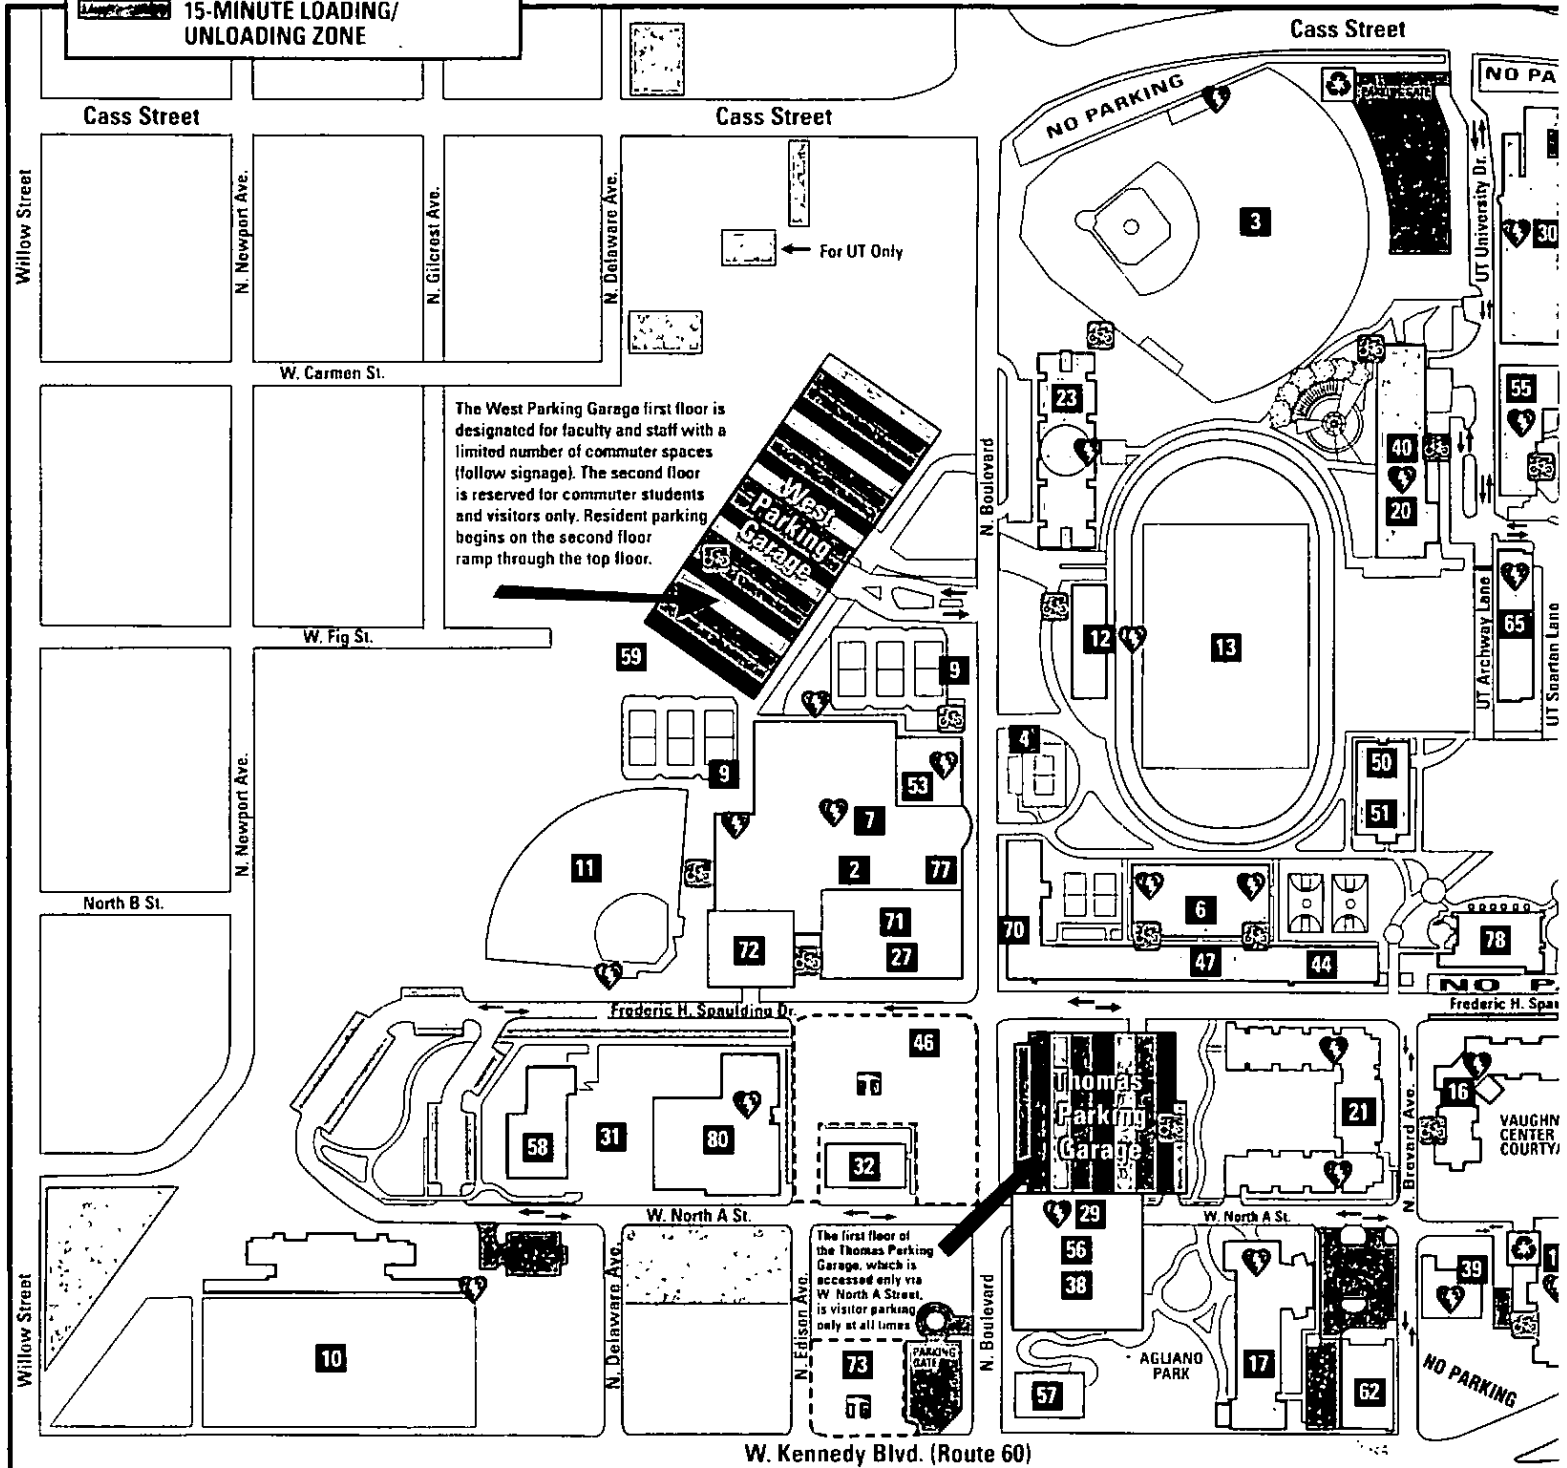 15-MINUTE LOADING/
UNLOADING ZONE
Cass Street
NO PARKING
NO PA
Cass Street
Cass Street
Willow Street
N. Newport Ave.
N. Gilcrest Ave.
N. Delaware Ave.
For UT Only
3
UT University Dr.
30
W. Carmen St.
The West Parking Garage first floor is
designated for faculty and staff with a
limited number of commuter spaces
(follow signage). The second floor
is reserved for commuter students
and visitors only. Resident parking
begins on the second floor
ramp through the top floor.
West
Parking
Garage
N. Boulevard
23
55
40
20
W. Fig St.
59
9
12
13
UT Archway Lane
65
UT Spartan Lane
9
4
53
50
51
N. Newport Ave.
7
11
2
77
North B St.
71
72
27
70
6
47
44
78
NO P
Frederic H. Spaulding Dr.
Frederic H. Spau
46
Thomas
Parking
Garage
58
31
80
32
21
N. Brevard Ave.
16
VAUGHN
CENTER
COURTYA
W. North A St.
W. North A St.
The first floor of
the Thomas Parking
Garage, which is
accessed only via
W. North A Street,
is visitor parking
only at all times
29
56
38
39
1
Willow Street
10
N. Delaware Ave.
N. Edison Ave.
N. Boulevard
73
PARKING
GATE
57
AGLIANO
PARK
17
62
NO PARKING
W. Kennedy Blvd. (Route 60)